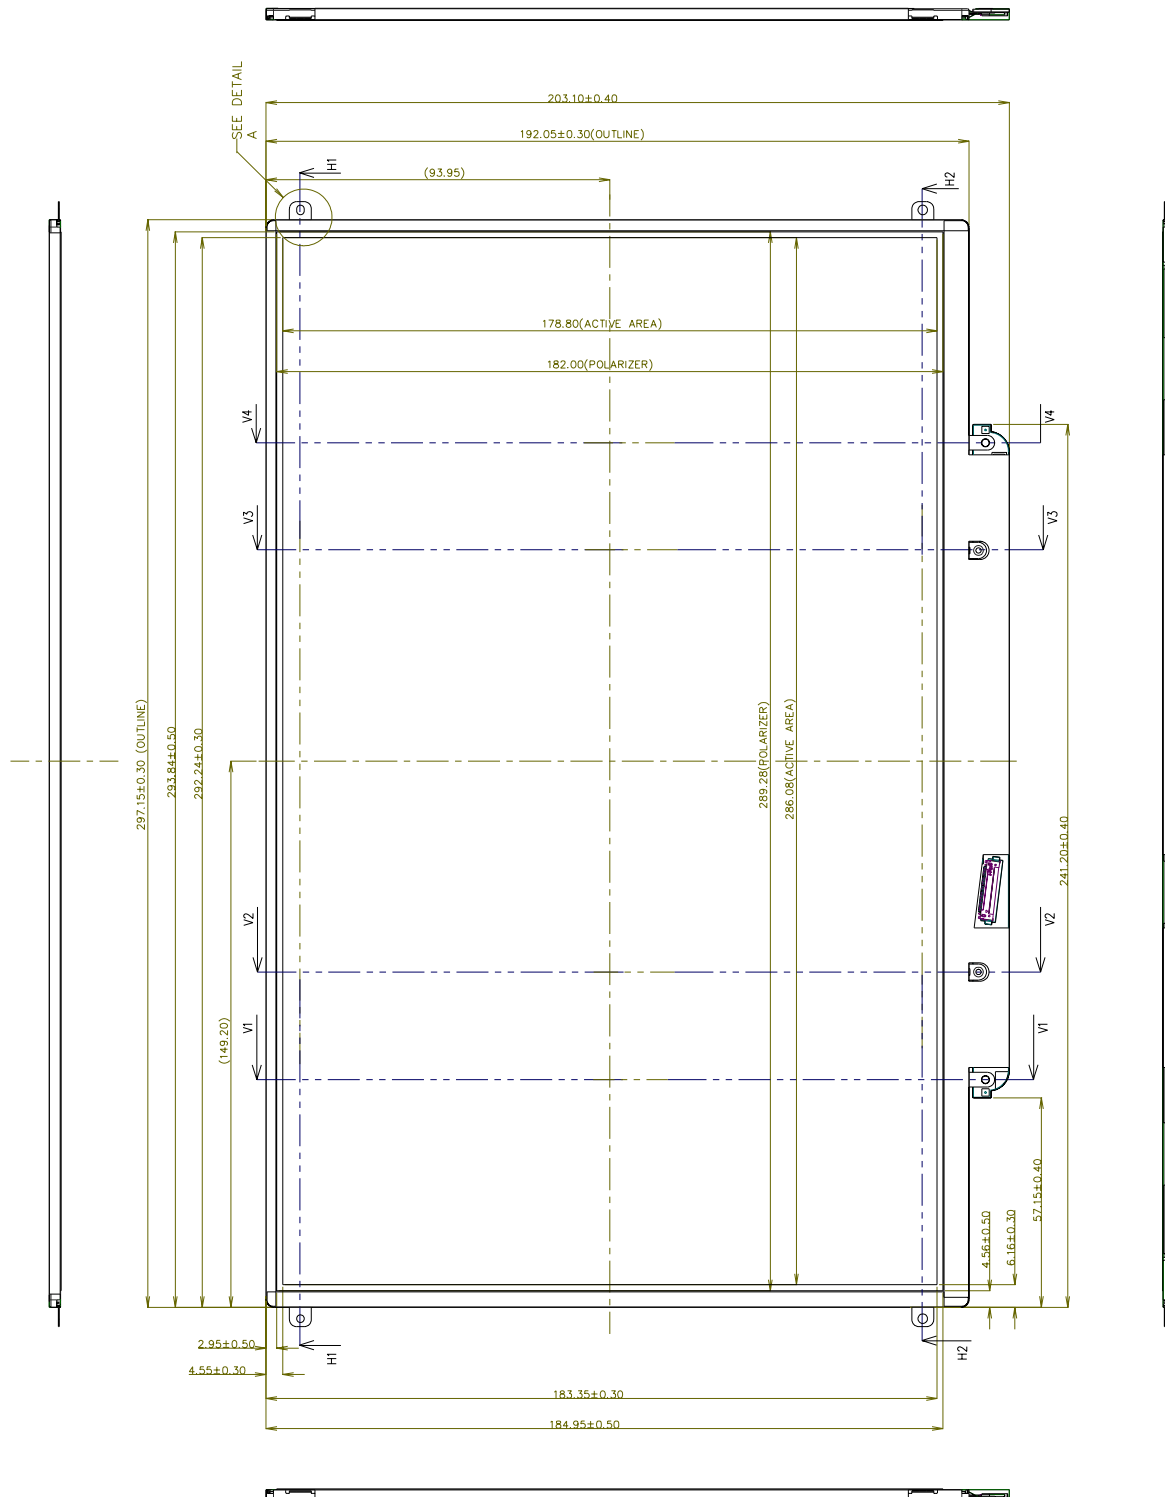 SEE DETAIL
A
203.10±0.40
192.05±0.30(OUTLINE)
(93.95)
H1
H2
178.80(ACTIVE AREA)
182.00(POLARIZER)
V4
V4
V3
V3
297.15±0.30 (OUTLINE)
293.84±0.50
292.24±0.30
289.28(POLARIZER)
286.08(ACTIVE AREA)
241.20±0.40
V2
V2
(149.20)
V1
V1
57.15±0.40
4.56±0.50
6.16±0.30
2.95±0.50
H1
H2
4.55±0.30
183.35±0.30
184.95±0.50